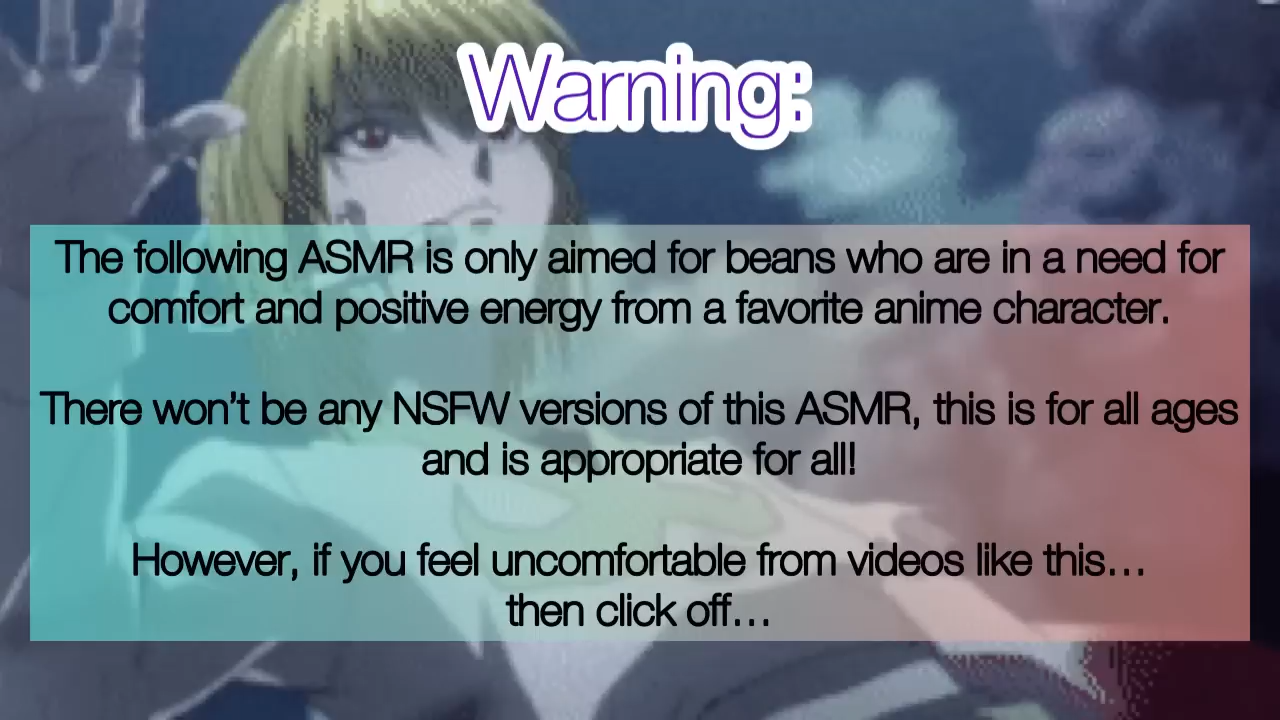 Warning:
The following ASMR is only aimed for beans who are in a need for
comfort and positive energy from a favorite anime character.
There won't be any NSFW versions of this ASMR, this is for all ages
and is appropriate for all!
However, if you feel uncomfortable from videos like this...
then click off...